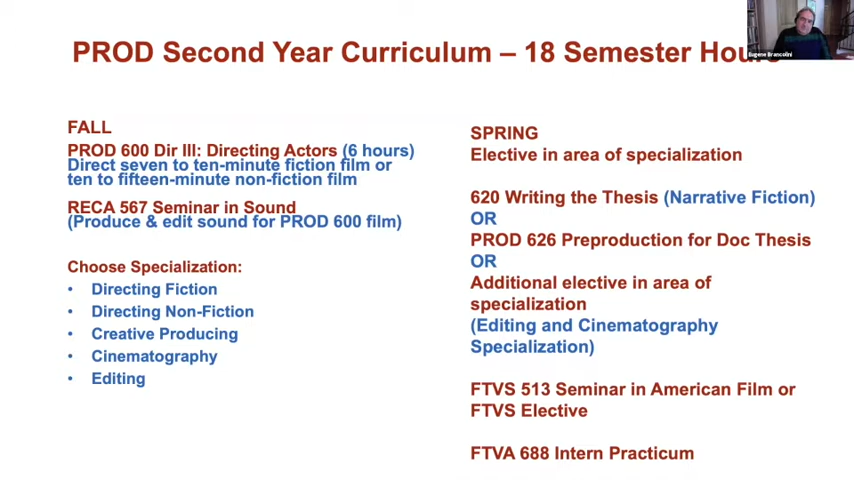 PROD Second Year Curriculum – 18 Semester Hours
Eugene Brancolini
FALL
PROD 600 Dir III: Directing Actors (6 hours)
Direct seven to ten-minute fiction film or
ten to fifteen-minute non-fiction film
RECA 567 Seminar in Sound
(Produce & edit sound for PROD 600 film)
Choose Specialization:
• Directing Fiction
• Directing Non-Fiction
• Creative Producing
• Cinematography
• Editing
SPRING
Elective in area of specialization
620 Writing the Thesis (Narrative Fiction)
OR
PROD 626 Preproduction for Doc Thesis
OR
Additional elective in area of
specialization
(Editing and Cinematography
Specialization)
FTVS 513 Seminar in American Film or
FTVS Elective
FTVA 688 Intern Practicum